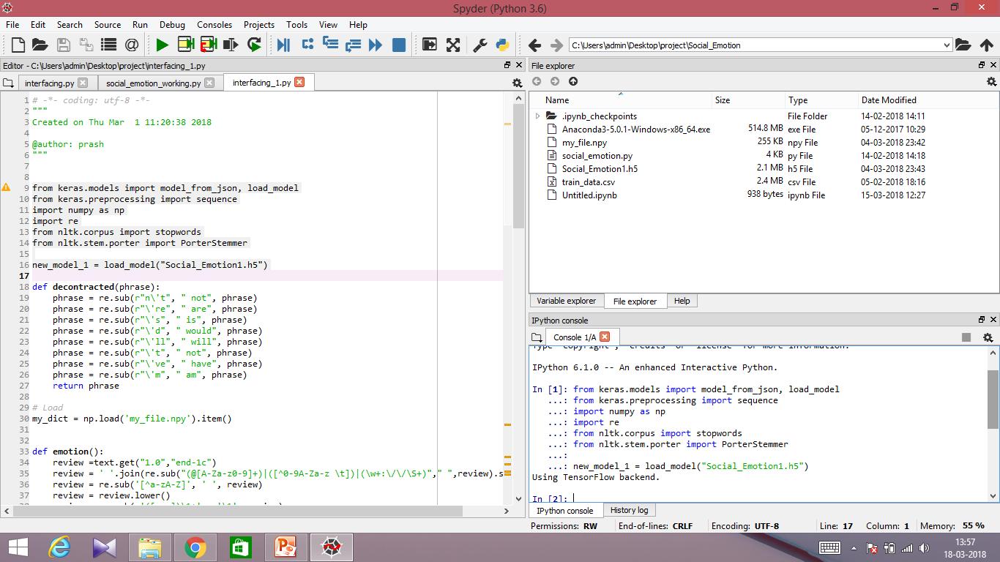 Spyder (Python 3.6)
File Edit Search Source Run Debug Consoles Projects Tools View Help
C:\Users\admin\Desktop\project\Social_Emotion
Editor - C:\Users\admin\Desktop\project\interfacing_1.py
interfacing.py social_emotion_working.py interfacing_1.py
1 # -*- coding: utf-8 -*-
2 """
3 Created on Thu Mar  1 11:20:38 2018
4
5 @author: prash
6 """
7
8
9 from keras.models import model_from_json, load_model
10 from keras.preprocessing import sequence
11 import numpy as np
12 import re
13 from nltk.corpus import stopwords
14 from nltk.stem.porter import PorterStemmer
15
16 new_model_1 = load_model("Social_Emotion1.h5")
17
18 def decontracted(phrase):
19     phrase = re.sub(r"n\'t", " not", phrase)
20     phrase = re.sub(r"\'re", " are", phrase)
21     phrase = re.sub(r"\'s", " is", phrase)
22     phrase = re.sub(r"\'d", " would", phrase)
23     phrase = re.sub(r"\'ll", " will", phrase)
24     phrase = re.sub(r"\'t", " not", phrase)
25     phrase = re.sub(r"\'ve", " have", phrase)
26     phrase = re.sub(r"\'m", " am", phrase)
27     return phrase
28
29 # Load
30 my_dict = np.load('my_file.npy').item()
31
32
33 def emotion():
34     review =text.get("1.0","end-1c")
35     review = ' '.join(re.sub("(@[A-Za-z0-9]+)|([^0-9A-Za-z \t])|(\w+:\/\/\S+)"," ",review).s
36     review = re.sub('[^a-zA-Z]', ' ', review)
37     review = review.lower()
File explorer
Name Size Type Date Modified
.ipynb_checkpoints File Folder 14-02-2018 14:11
Anaconda3-5.0.1-Windows-x86_64.exe 514.8 MB exe File 05-12-2017 10:29
my_file.npy 255 KB npy File 04-03-2018 23:42
social_emotion.py 4 KB py File 14-02-2018 14:18
Social_Emotion1.h5 2.1 MB h5 File 04-03-2018 23:43
train_data.csv 2.4 MB csv File 05-02-2018 18:16
Untitled.ipynb 938 bytes ipynb File 15-03-2018 12:27
Variable explorer File explorer Help
IPython console
Console 1/A
IPython 6.1.0 -- An enhanced Interactive Python.
In [1]: from keras.models import model_from_json, load_model
...: from keras.preprocessing import sequence
...: import numpy as np
...: import re
...: from nltk.corpus import stopwords
...: from nltk.stem.porter import PorterStemmer
...:
...: new_model_1 = load_model("Social_Emotion1.h5")
Using TensorFlow backend.
In [2]:
IPython console History log
Permissions: RW End-of-lines: CRLF Encoding: UTF-8 Line: 17 Column: 1 Memory: 55 %
13:57
18-03-2018